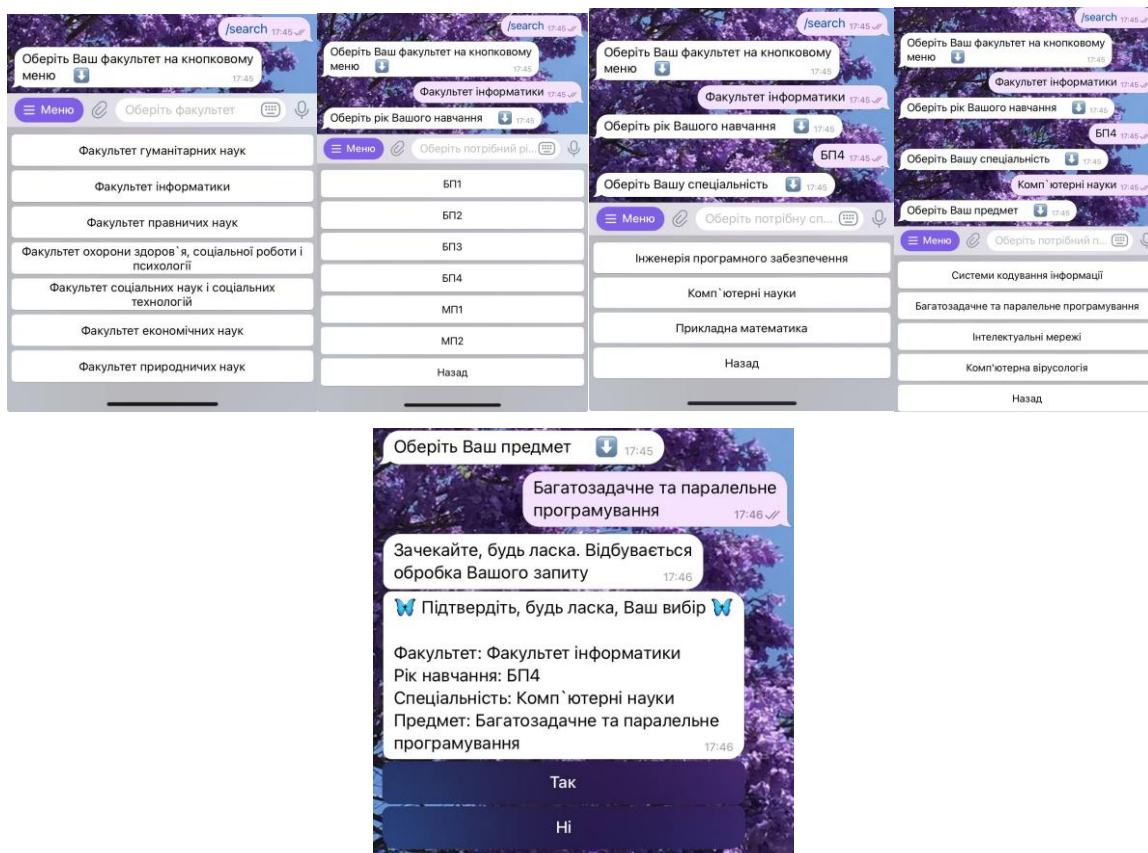 /search 17:45
Оберіть Ваш факультет на кнопковому
меню ⬇️ 17:45
Меню Оберіть факультет
Факультет гуманітарних наук
Факультет інформатики
Факультет правничих наук
Факультет охорони здоров`я, соціальної роботи і
психології
Факультет соціальних наук і соціальних
технологій
Факультет економічних наук
Факультет природничих наук
/search 17:45
Оберіть Ваш факультет на кнопковому
меню ⬇️ 17:45
Факультет інформатики 17:45
Оберіть рік Вашого навчання ⬇️ 17:45
Меню Оберіть потрібний рі...
БП1
БП2
БП3
БП4
МП1
МП2
Назад
/search 17:45
Оберіть Ваш факультет на кнопковому
меню ⬇️ 17:45
Факультет інформатики 17:45
Оберіть рік Вашого навчання ⬇️ 17:45
БП4 17:45
Оберіть Вашу спеціальність ⬇️ 17:45
Меню Оберіть потрібну сп...
Інженерія програмного забезпечення
Комп`ютерні науки
Прикладна математика
Назад
/search 17:45
Оберіть Ваш факультет на кнопковому
меню ⬇️ 17:45
Факультет інформатики 17:45
Оберіть рік Вашого навчання ⬇️ 17:45
БП4 17:45
Оберіть Вашу спеціальність ⬇️ 17:45
Комп`ютерні науки 17:45
Оберіть Ваш предмет ⬇️ 17:45
Меню Оберіть потрібний п...
Системи кодування інформації
Багатозадачне та паралельне програмування
Інтелектуальні мережі
Комп'ютерна вірусологія
Назад
Оберіть Ваш предмет ⬇️ 17:45
Багатозадачне та паралельне
програмування 17:46
Зачекайте, будь ласка. Відбувається
обробка Вашого запиту 17:46
🦋 Підтвердіть, будь ласка, Ваш вибір 🦋
Факультет: Факультет інформатики
Рік навчання: БП4
Спеціальність: Комп`ютерні науки
Предмет: Багатозадачне та паралельне
програмування 17:46
Так
Ні